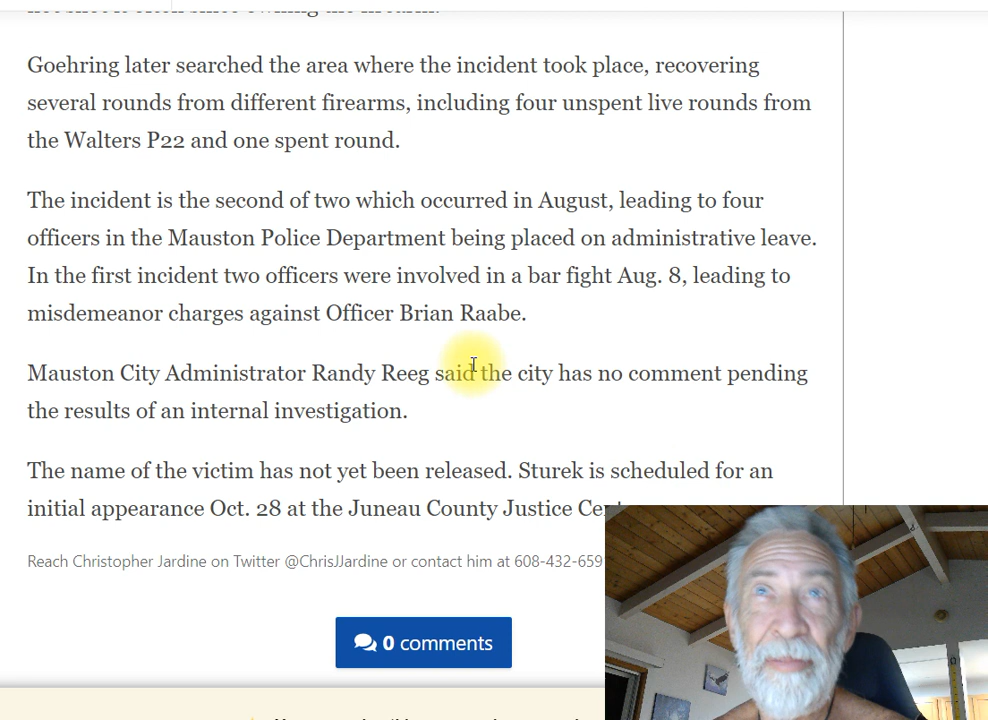 Goehring later searched the area where the incident took place, recovering
several rounds from different firearms, including four unspent live rounds from
the Walters P22 and one spent round.
The incident is the second of two which occurred in August, leading to four
officers in the Mauston Police Department being placed on administrative leave.
In the first incident two officers were involved in a bar fight Aug. 8, leading to
misdemeanor charges against Officer Brian Raabe.
Mauston City Administrator Randy Reeg said the city has no comment pending
the results of an internal investigation.
The name of the victim has not yet been released. Sturek is scheduled for an
initial appearance Oct. 28 at the Juneau County Justice
Reach Christopher Jardine on Twitter @ChrisJJardine or contact him at 608-432-659
0 comments